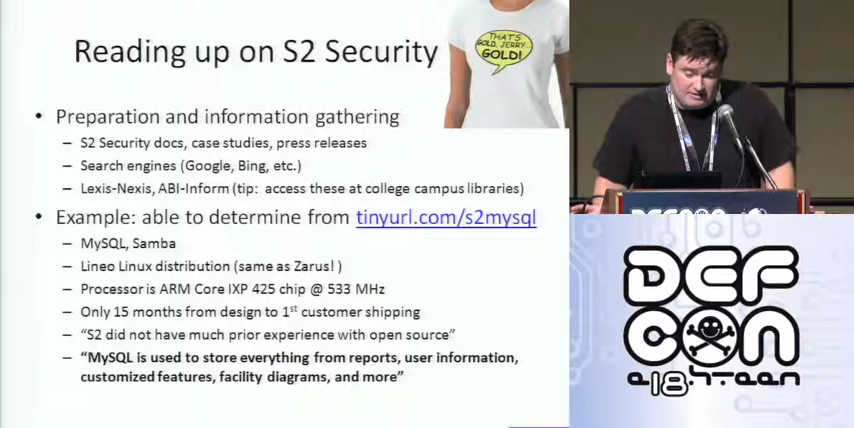 Reading up on S2 Security
THAT'S
GOLD, JERRY...
GOLD!
• Preparation and information gathering
– S2 Security docs, case studies, press releases
– Search engines (Google, Bing, etc.)
– Lexis-Nexis, ABI-Inform (tip: access these at college campus libraries)
• Example: able to determine from tinyurl.com/s2mysql
– MySQL, Samba
– Lineo Linux distribution (same as Zarus! )
– Processor is ARM Core IXP 425 chip @ 533 MHz
– Only 15 months from design to 1st customer shipping
– “S2 did not have much prior experience with open source”
– “MySQL is used to store everything from reports, user information,
customized features, facility diagrams, and more”
DEFCON
DEF
CON
e18h.teen